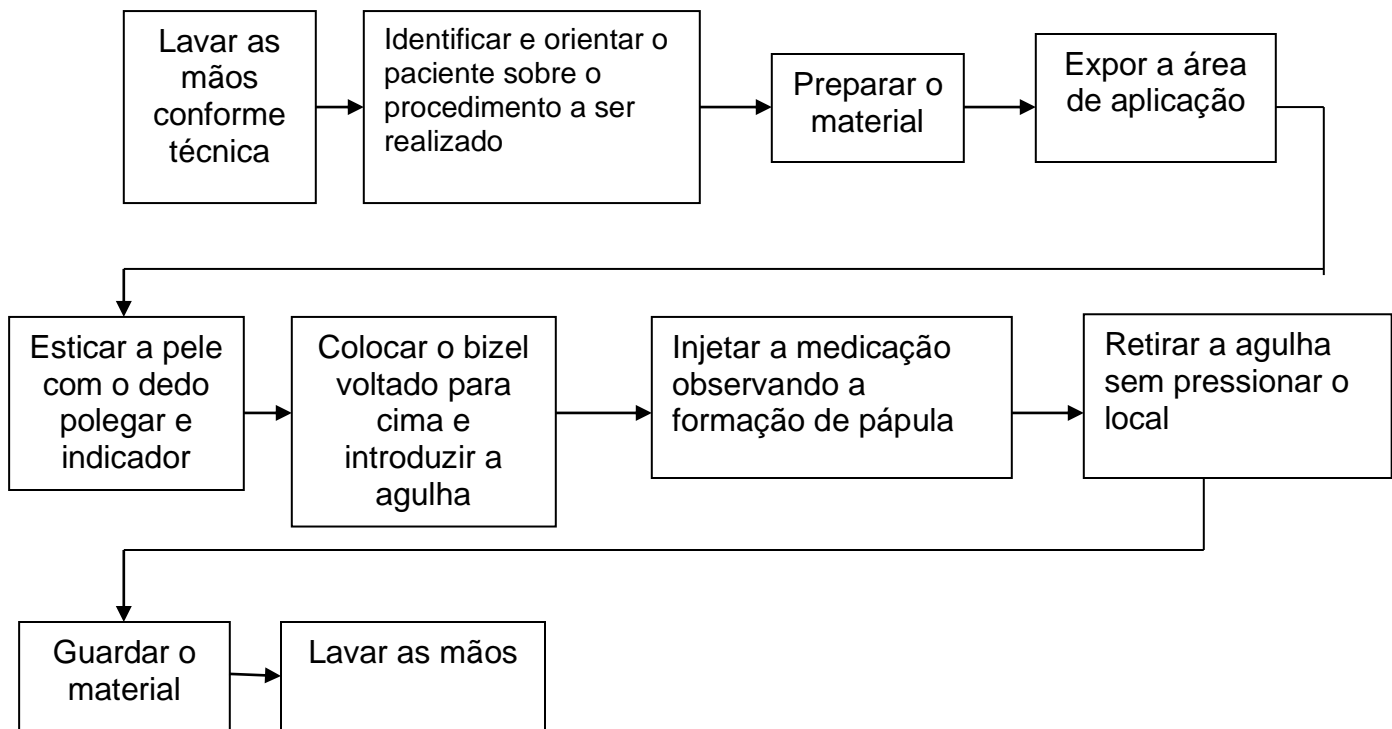 Lavar as
mãos
conforme
técnica
Identificar e orientar o
paciente sobre o
procedimento a ser
realizado
Preparar o
material
Expor a área
de aplicação
Esticar a pele
com o dedo
polegar e
indicador
Colocar o bizel
voltado para
cima e
introduzir a
agulha
Injetar a medicação
observando a
formação de pápula
Retirar a agulha
sem pressionar o
local
Guardar o
material
Lavar as mãos